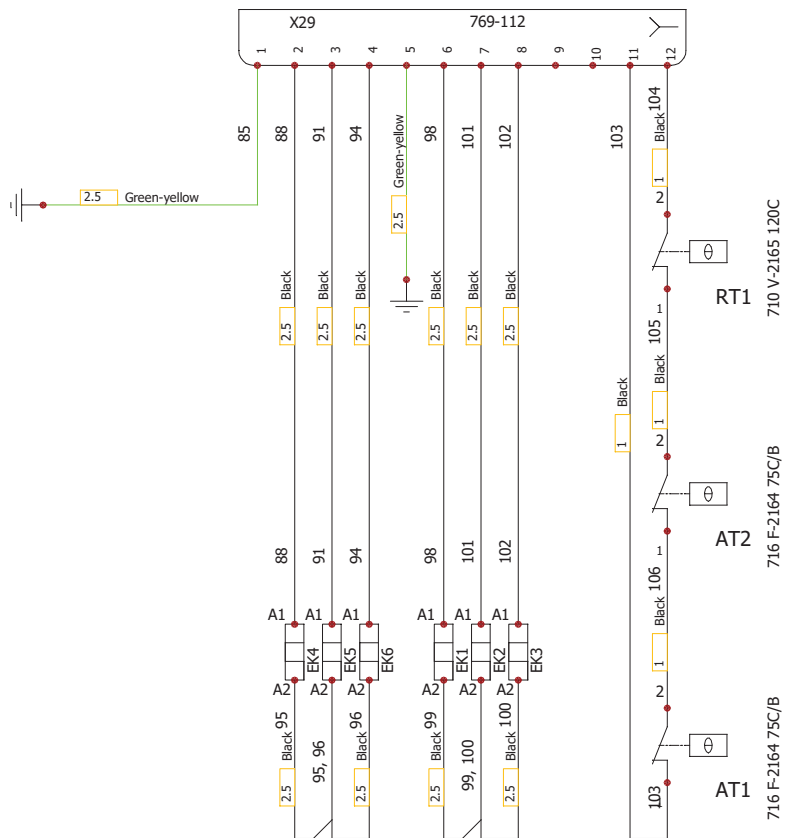 X29 769-112
1 2 3 4 5 6 7 8 9 10 11 12
85 88 91 94 98 101 102 103 104
Black
1
2.5 Green-yellow
Green-yellow
2.5
2
RT1
710 V-2165 120C
1
105
Black Black Black Black Black Black
2.5 2.5 2.5 2.5 2.5 2.5
Black
1
Black
1
2
AT2
716 F-2164 75C/B
1
106
88 91 94 98 101 102
Black
1
A1 A1 A1 A1 A1 A1
EK4 EK5 EK6 EK1 EK2 EK3
A2 A2 A2 A2 A2 A2
2
95 95, 96 96 99 99, 100 100
Black Black Black Black
2.5 2.5 2.5 2.5
AT1
716 F-2164 75C/B
103